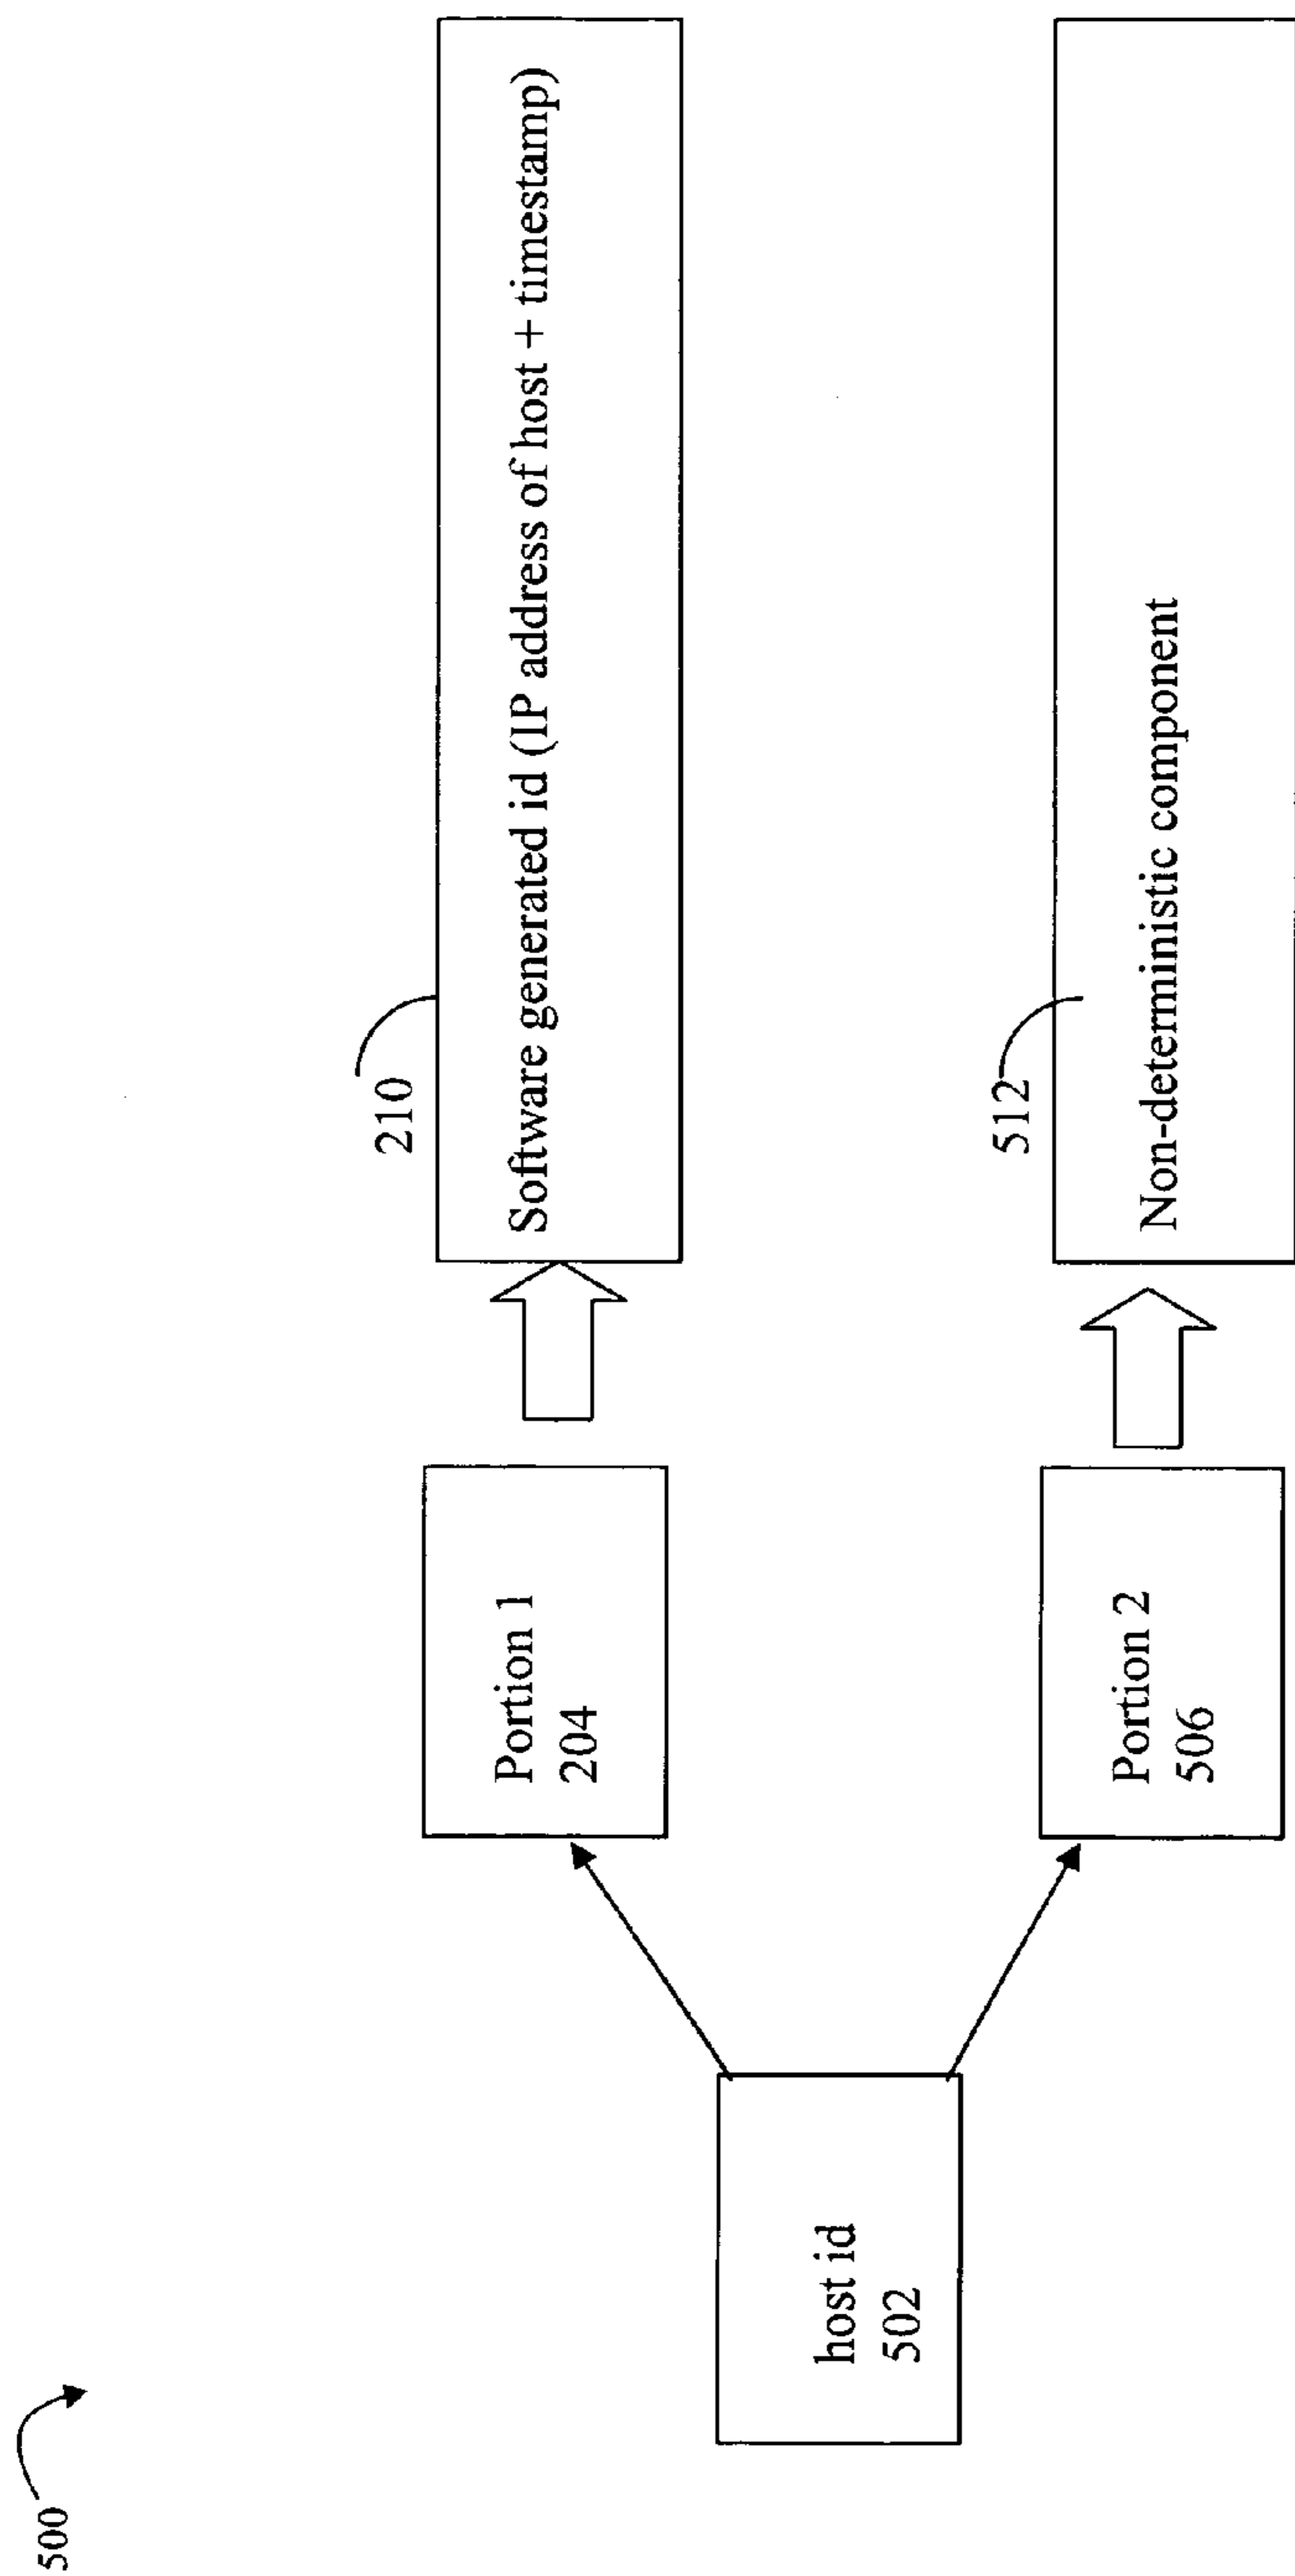 500
host id
502
Portion 1
204
210
Software generated id (IP address of host + timestamp)
Portion 2
506
512
Non-deterministic component